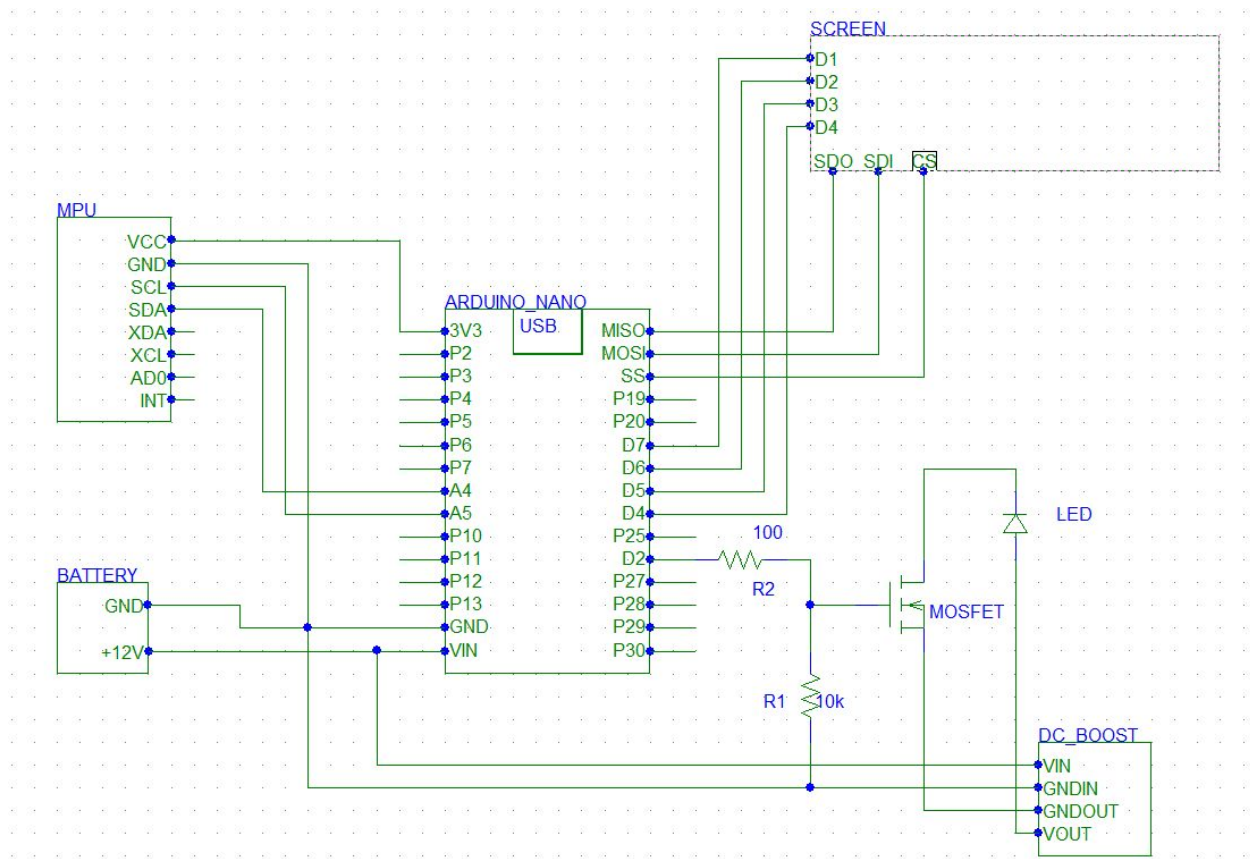 SCREEN
D1
D2
D3
D4
SDO SDI CS
MPU
VCC
GND
SCL
SDA
XDA
XCL
AD0
INT
ARDUINO_NANO
USB
3V3
P2
P3
P4
P5
P6
P7
A4
A5
P10
P11
P12
P13
GND
VIN
MISO
MOSI
SS
P19
P20
D7
D6
D5
D4
P25
D2
P27
P28
P29
P30
BATTERY
GND
+12V
100
R2
R1 10k
MOSFET
LED
DC_BOOST
VIN
GNDIN
GNDOUT
VOUT